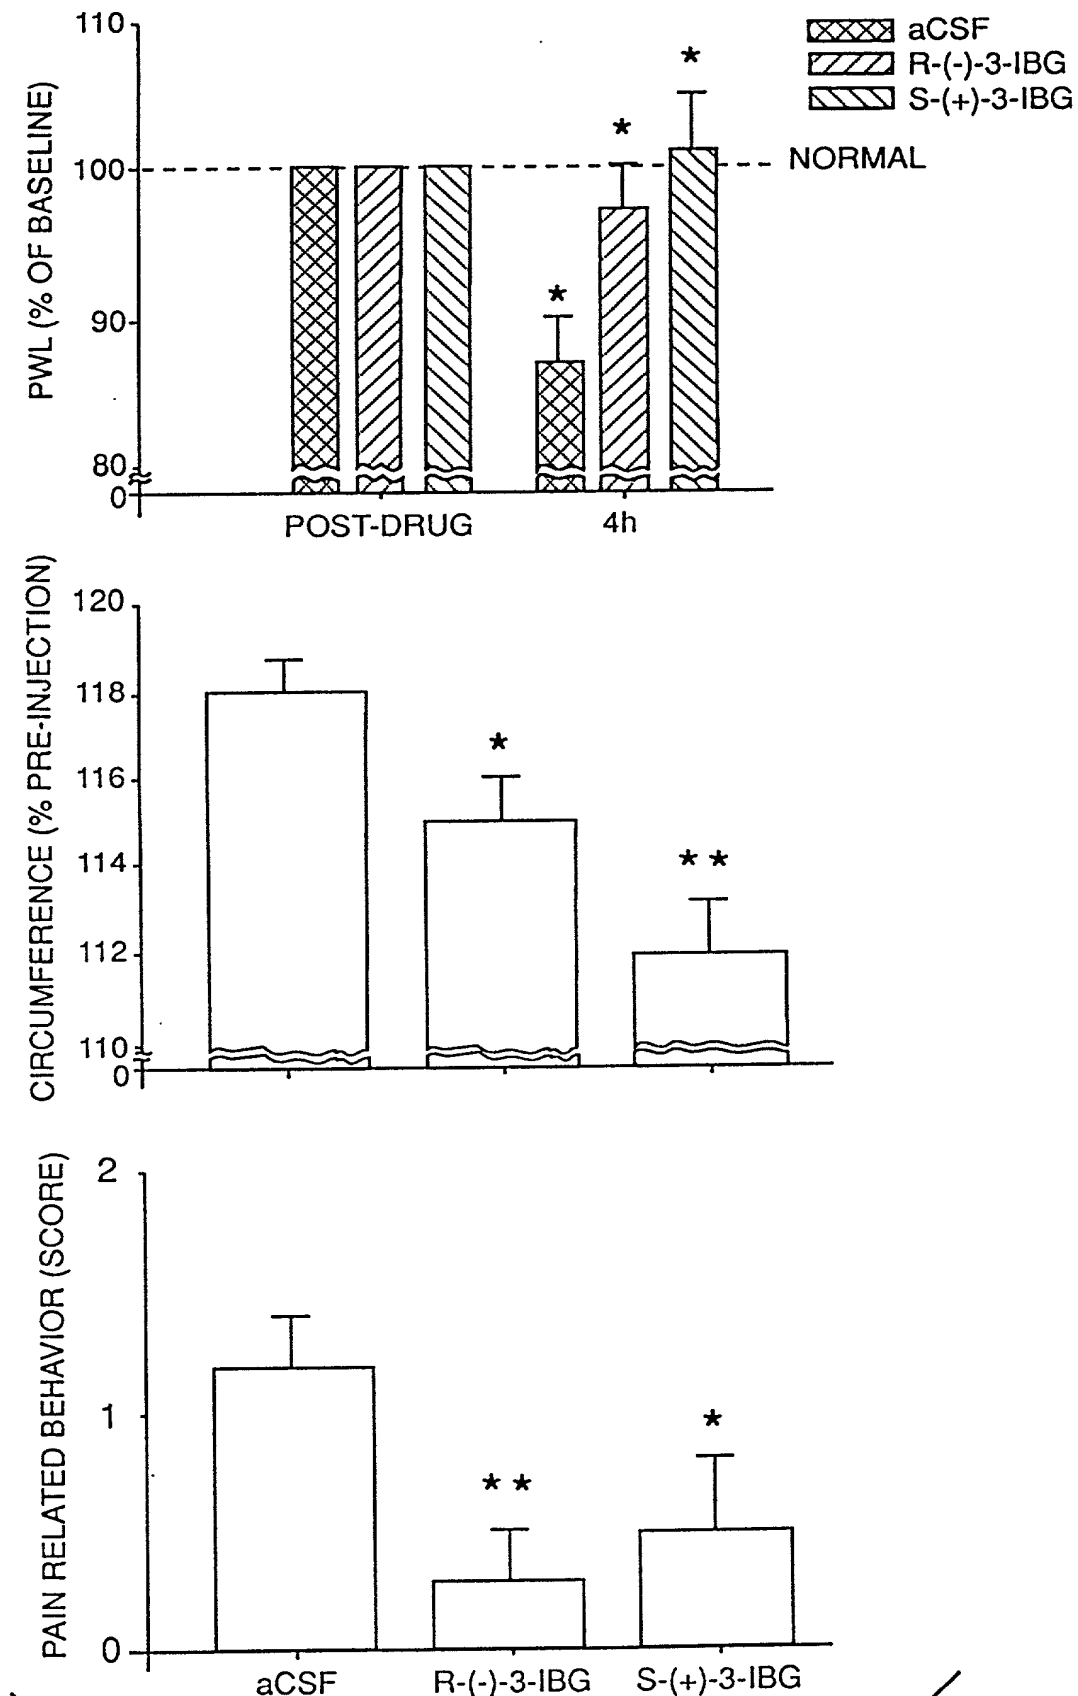 110
aCSF
R-(-)-3-IBG
S-(+)-3-IBG
*
*
*
100
NORMAL
90
80
0
PWL (% OF BASELINE)
POST-DRUG
4h
CIRCUMFERENCE (% PRE-INJECTION)
120
118
116
114
112
110
0
*
* *
PAIN RELATED BEHAVIOR (SCORE)
2
1
0
* *
*
aCSF
R-(-)-3-IBG
S-(+)-3-IBG